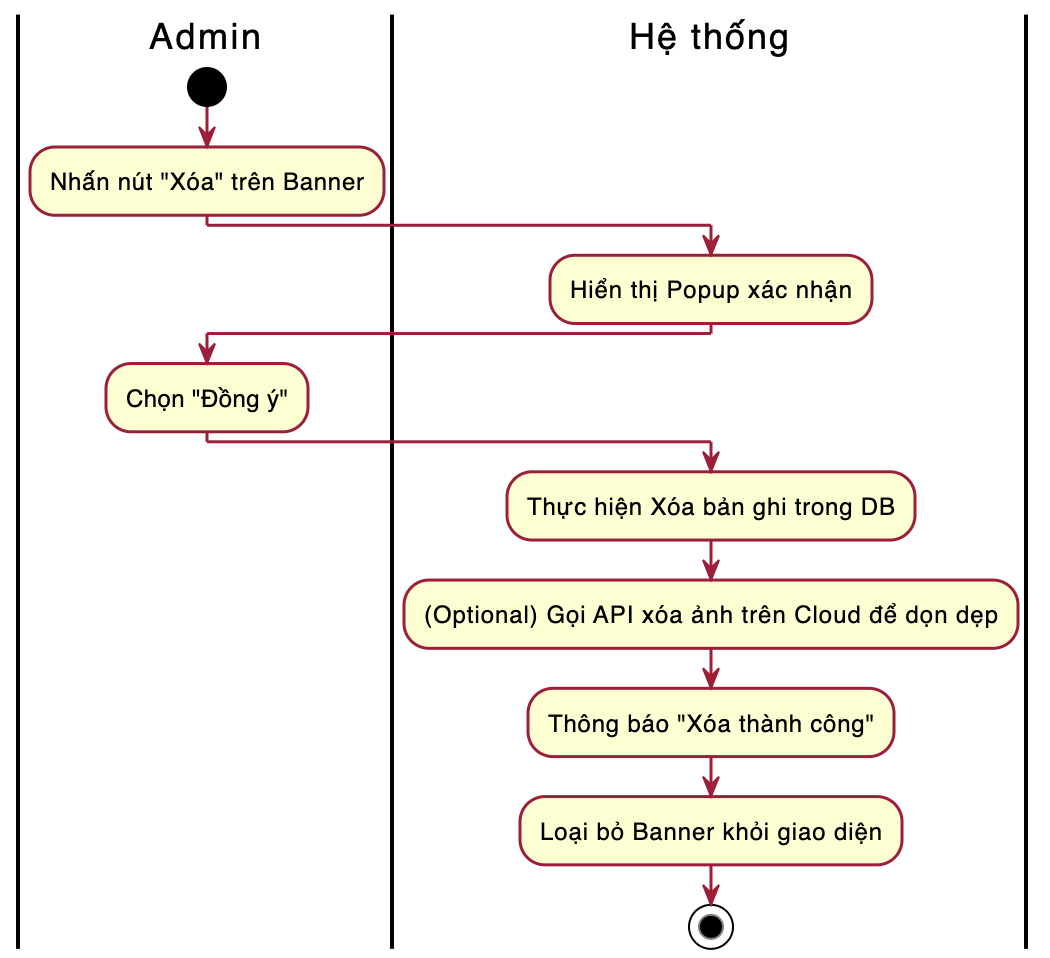 Admin
Hệ thống
Nhấn nút "Xóa" trên Banner
Hiển thị Popup xác nhận
Chọn "Đồng ý"
Thực hiện Xóa bản ghi trong DB
(Optional) Gọi API xóa ảnh trên Cloud để dọn dẹp
Thông báo "Xóa thành công"
Loại bỏ Banner khỏi giao diện